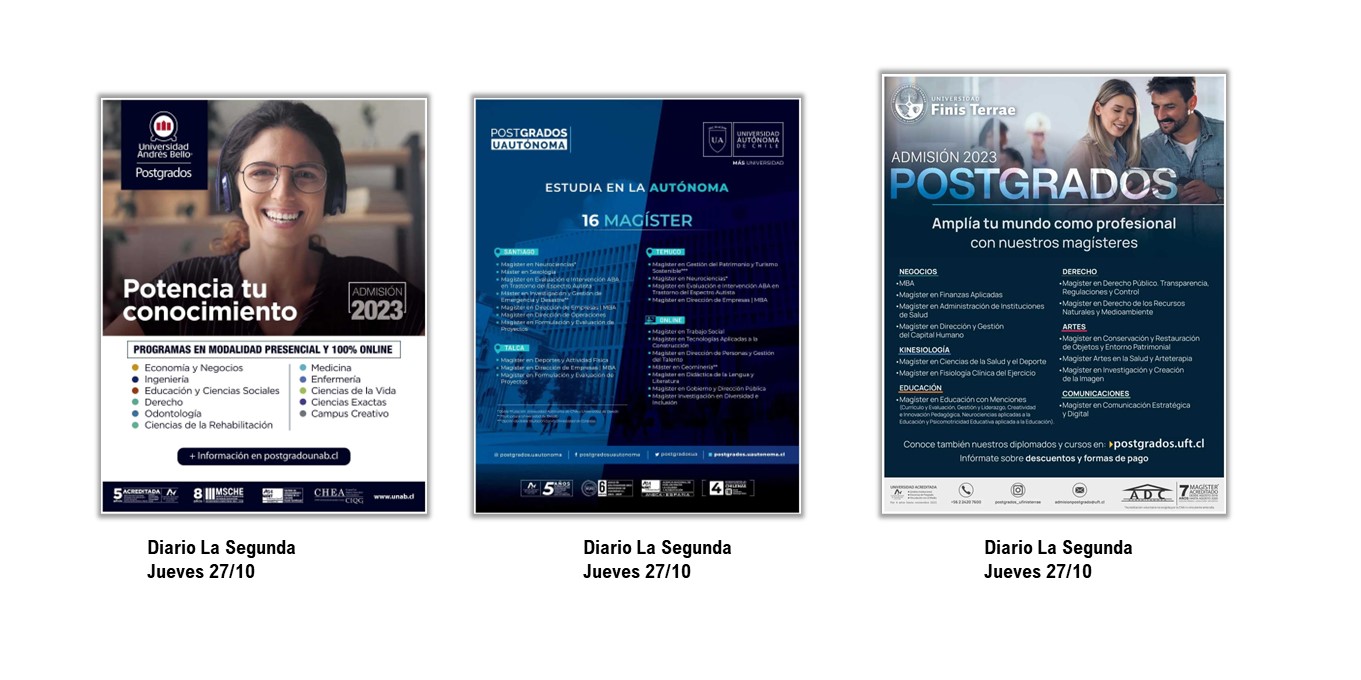 Universidad
Andrés Bello
Postgrados
Potencia tu
conocimiento
ADMISIÓN
2023
PROGRAMAS EN MODALIDAD PRESENCIAL Y 100% ONLINE
Economía y Negocios
Ingeniería
Educación y Ciencias Sociales
Derecho
Odontología
Ciencias de la Rehabilitación
Medicina
Enfermería
Ciencias de la Vida
Ciencias Exactas
Campus Creativo
+ Información en postgradounab.cl
5 ACREDITADA
8 MSCHE
CHEA
CIQG
www.unab.cl
Diario La Segunda
Jueves 27/10
POSTGRADOS
UAUTÓNOMA
UA
UNIVERSIDAD
AUTÓNOMA
DE CHILE
MÁS UNIVERSIDAD
ESTUDIA EN LA AUTÓNOMA
16 MAGÍSTER
SANTIAGO
• Magíster en Neurociencias*
• Máster en Sexología
• Magíster en Evaluación e Intervención ABA
en Trastorno del Espectro Autista
• Máster en Investigación y Gestión de
Emergencia y Desastre**
• Magíster en Dirección de Empresas | MBA
• Magíster en Dirección de Operaciones
• Magíster en Formulación y Evaluación de
Proyectos
TALCA
• Magíster en Deportes y Actividad Física
• Magíster en Dirección de Empresas | MBA
• Magíster en Formulación y Evaluación de
Proyectos
TEMUCO
• Magíster en Gestión del Patrimonio y Turismo
Sostenible***
• Magíster en Neurociencias*
• Magíster en Evaluación e Intervención ABA en
Trastorno del Espectro Autista
• Magíster en Dirección de Empresas | MBA
ONLINE
• Magíster en Trabajo Social
• Magíster en Tecnologías Aplicadas a la
Construcción
• Magíster en Dirección de Personas y Gestión
del Talento
• Máster en Geominería**
• Magíster en Didáctica de la Lengua y
Literatura
• Magíster en Gobierno y Dirección Pública
• Magíster Investigación en Diversidad e
Inclusión
postgrados.uautonoma
postgradosuautonoma
postgradosua
postgrados.uautonoma.cl
5 AÑOS
6
4
Diario La Segunda
Jueves 27/10
UNIVERSIDAD
Finis Terrae
ADMISIÓN 2023
POSTGRADOS
Amplía tu mundo como profesional
con nuestros magísteres
NEGOCIOS
•MBA
•Magíster en Finanzas Aplicadas
•Magíster en Administración de Instituciones
de Salud
•Magíster en Dirección y Gestión
del Capital Humano
KINESIOLOGÍA
•Magíster en Ciencias de la Salud y el Deporte
•Magíster en Fisiología Clínica del Ejercicio
EDUCACIÓN
•Magíster en Educación con Menciones
(Currículo y Evaluación, Gestión y Liderazgo, Creatividad
e Innovación Pedagógica, Neurociencias aplicadas a la
Educación y Psicomotricidad Educativa aplicada a la Educación).
DERECHO
•Magíster en Derecho Público. Transparencia,
Regulaciones y Control
•Magíster en Derecho de los Recursos
Naturales y Medioambiente
ARTES
•Magíster en Conservación y Restauración
de Objetos y Entorno Patrimonial
•Magíster Artes en la Salud y Arteterapia
•Magíster en Investigación y Creación
de la Imagen
COMUNICACIONES
•Magíster en Comunicación Estratégica
y Digital
Conoce también nuestros diplomados y cursos en: postgrados.uft.cl
Infórmate sobre descuentos y formas de pago
UNIVERSIDAD ACREDITADA
+56 2 2420 7600
postgrados_ufinisterrae
admisionpostgrado@uft.cl
ADC
7 MAGÍSTER
ACREDITADO
Diario La Segunda
Jueves 27/10